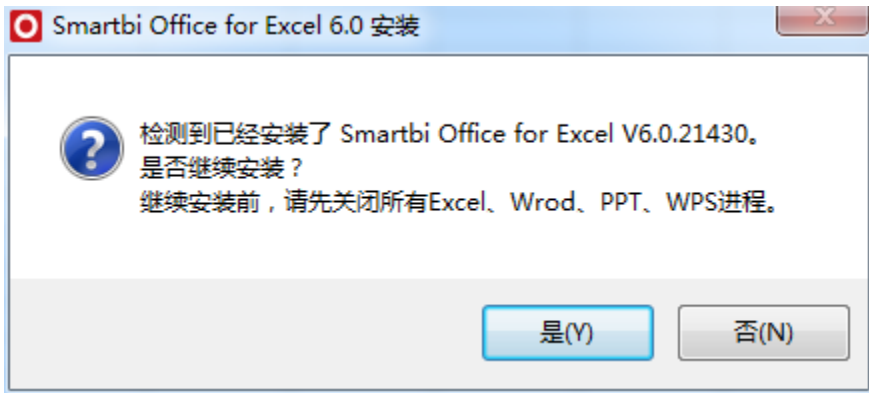 Smartbi Office for Excel 6.0 安装
检测到已经安装了 Smartbi Office for Excel V6.0.21430。
是否继续安装？
继续安装前，请先关闭所有Excel、Wrod、PPT、WPS进程。
是(Y)
否(N)